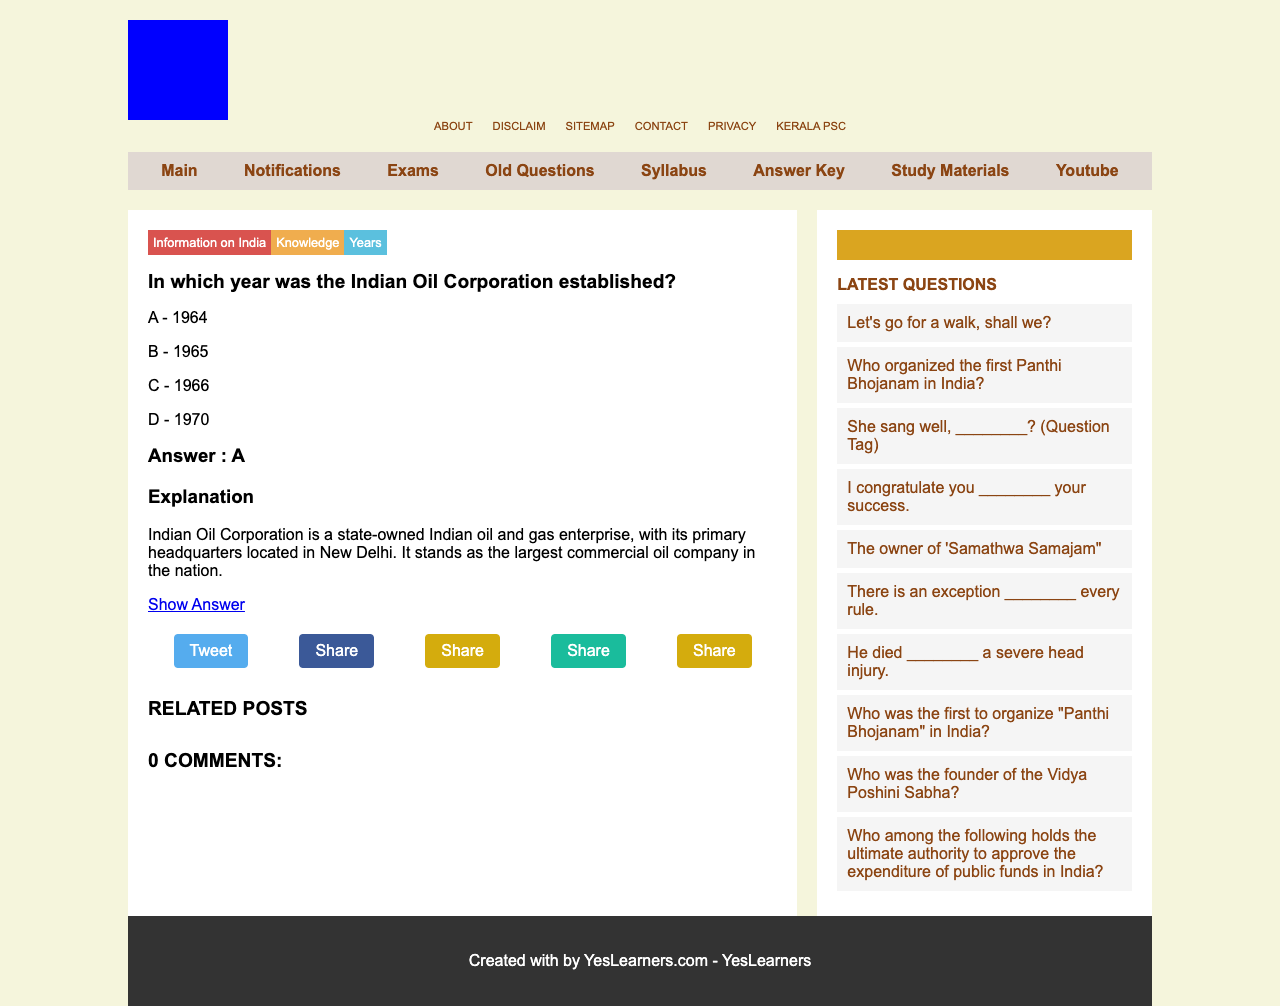 ABOUT DISCLAIM SITEMAP CONTACT PRIVACY KERALA PSC
Main Notifications Exams Old Questions Syllabus Answer Key Study Materials Youtube
Information on India Knowledge Years
In which year was the Indian Oil Corporation established?
A - 1964
B - 1965
C - 1966
D - 1970
Answer : A
Explanation
Indian Oil Corporation is a state-owned Indian oil and gas enterprise, with its primary
headquarters located in New Delhi. It stands as the largest commercial oil company in
the nation.
Show Answer
Tweet Share Share Share Share
RELATED POSTS
0 COMMENTS:
LATEST QUESTIONS
Let's go for a walk, shall we?
Who organized the first Panthi
Bhojanam in India?
She sang well, ________? (Question
Tag)
I congratulate you ________ your
success.
The owner of 'Samathwa Samajam"
There is an exception ________ every
rule.
He died ________ a severe head
injury.
Who was the first to organize "Panthi
Bhojanam" in India?
Who was the founder of the Vidya
Poshini Sabha?
Who among the following holds the
ultimate authority to approve the
expenditure of public funds in India?
Created with by YesLearners.com - YesLearners